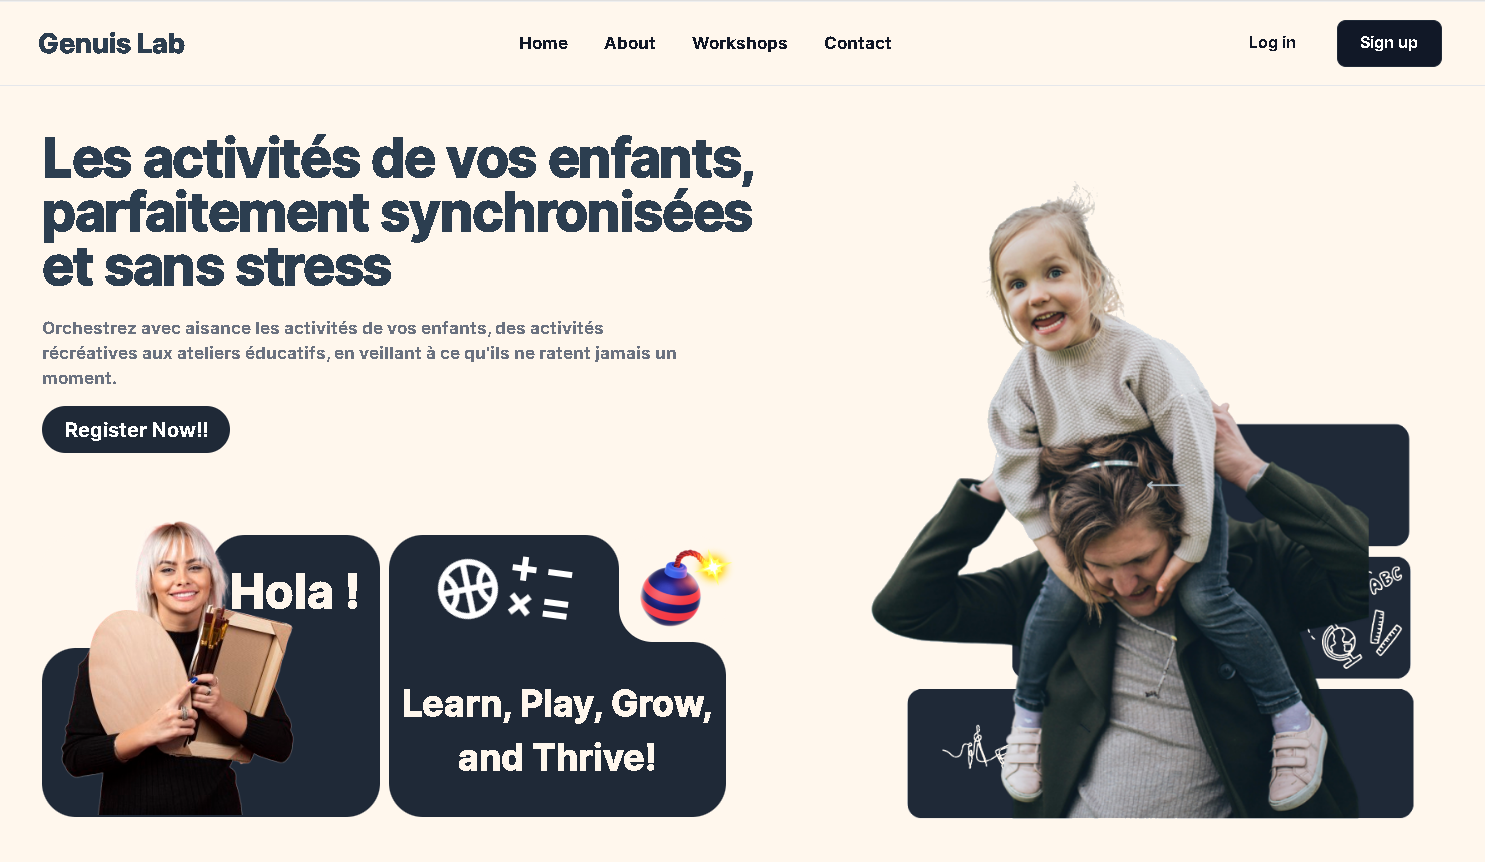 Genuis Lab
Home About Workshops Contact
Log in Sign up
Les activités de vos enfants,
parfaitement synchronisées
et sans stress
Orchestrez avec aisance les activités de vos enfants, des activités
récréatives aux ateliers éducatifs, en veillant à ce qu'ils ne ratent jamais un
moment.
Register Now!!
Hola !
+ −
× =
Learn, Play, Grow,
and Thrive!
ABC